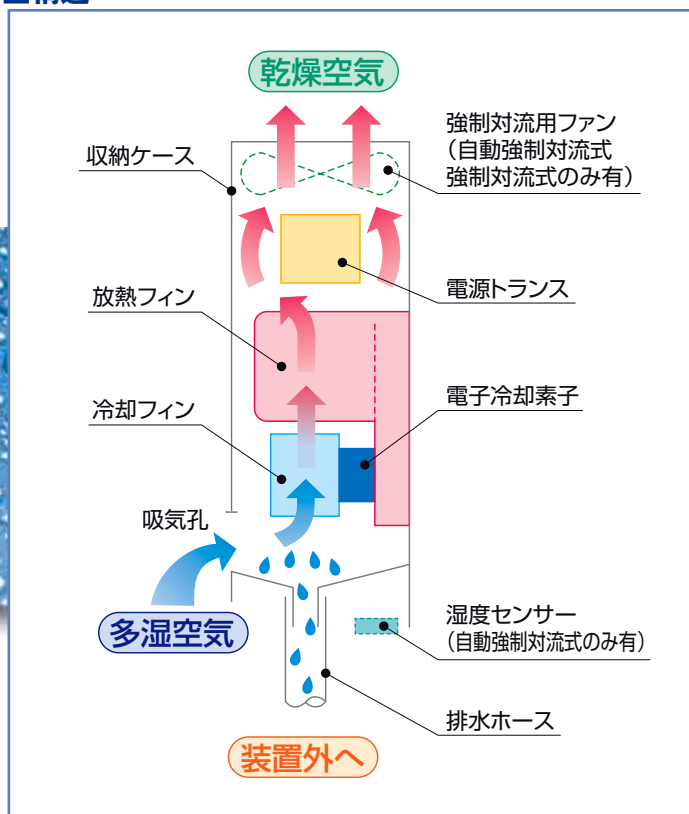 乾燥空気
強制対流用ファン
（自動強制対流式
強制対流式のみ有）
収納ケース
電源トランス
放熱フィン
電子冷却素子
冷却フィン
吸気孔
多湿空気
湿度センサー
（自動強制対流式のみ有）
排水ホース
装置外へ